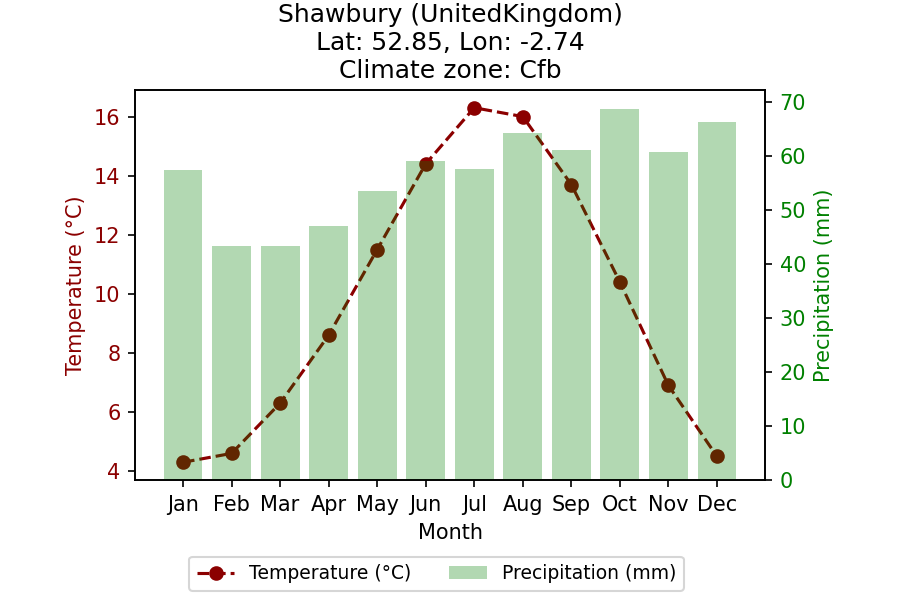 Shawbury (UnitedKingdom)
Lat: 52.85, Lon: -2.74
Climate zone: Cfb
16
14
12
10
8
6
4
Temperature (°C)
70
60
50
40
30
20
10
0
Precipitation (mm)
Jan Feb Mar Apr May Jun Jul Aug Sep Oct Nov Dec
Month
Temperature (°C) Precipitation (mm)